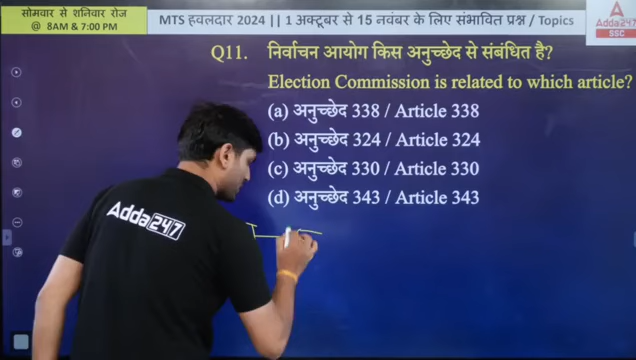 सोमवार से शनिवार रोज
@ 8AM & 7:00 PM
MTS हवलदार 2024 || 1 अक्टूबर से 15 नवंबर के लिए संभावित प्रश्न / Topics
Adda247
SSC
Q11. निर्वाचन आयोग किस अनुच्छेद से संबंधित है?
Election Commission is related to which article?
(a) अनुच्छेद 338 / Article 338
(b) अनुच्छेद 324 / Article 324
(c) अनुच्छेद 330 / Article 330
(d) अनुच्छेद 343 / Article 343
Adda247